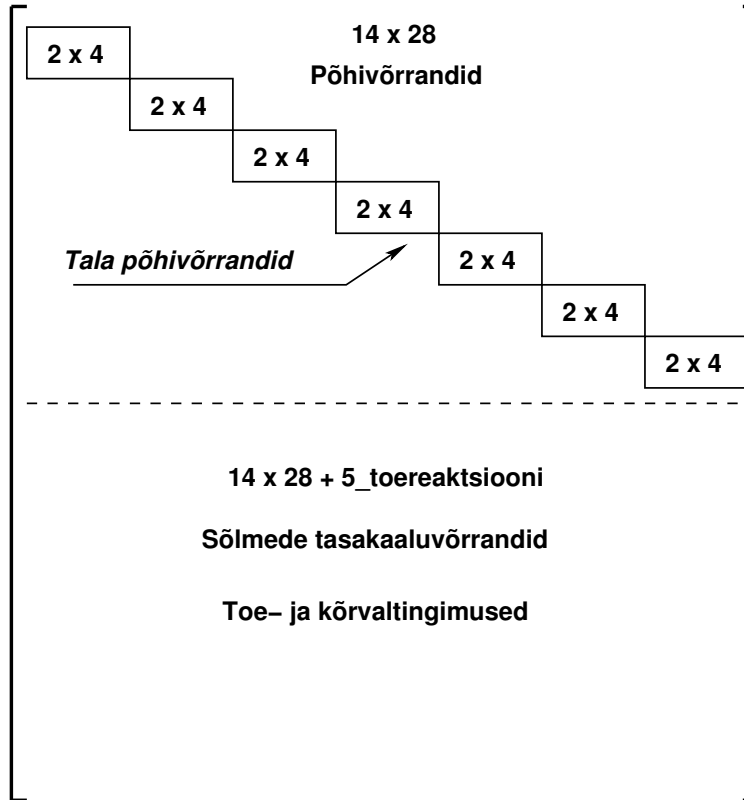 14 x 28
2 x 4
Põhivõrrandid
2 x 4
2 x 4
2 x 4
Tala põhivõrrandid
2 x 4
2 x 4
2 x 4
14 x 28 + 5_toereaktsiooni
Sõlmede tasakaaluvõrrandid
Toe− ja kõrvaltingimused